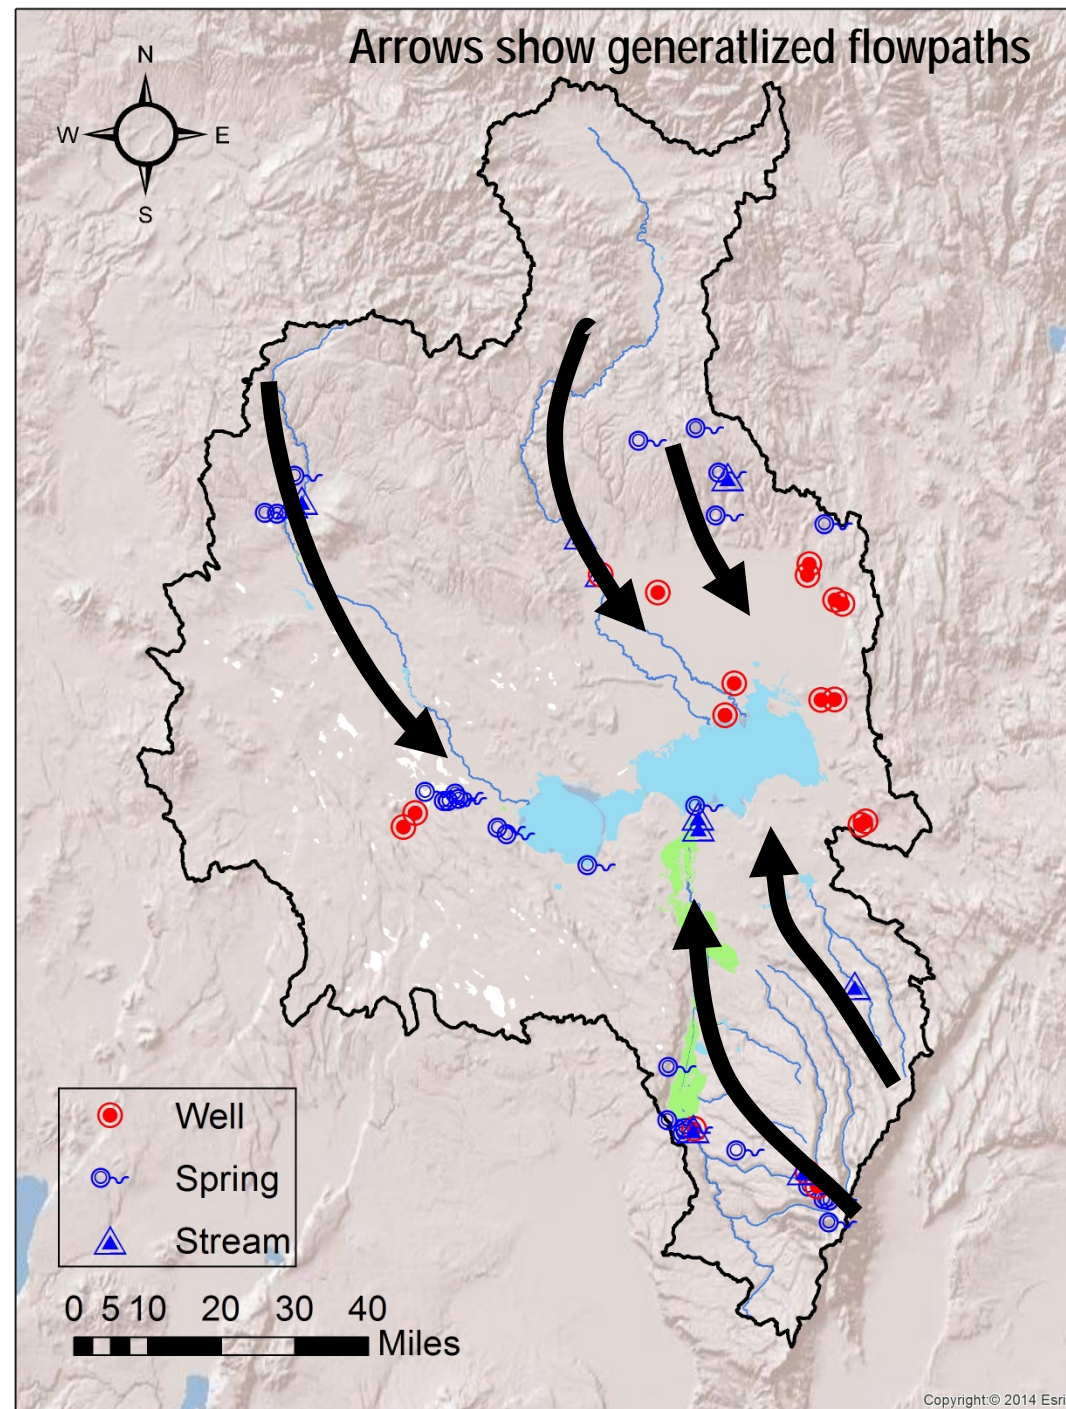 Arrows show generatlized flowpaths
N
W E
S
Well
Spring
Stream
0 5 10 20 30 40
Miles
Copyright:© 2014 Esri